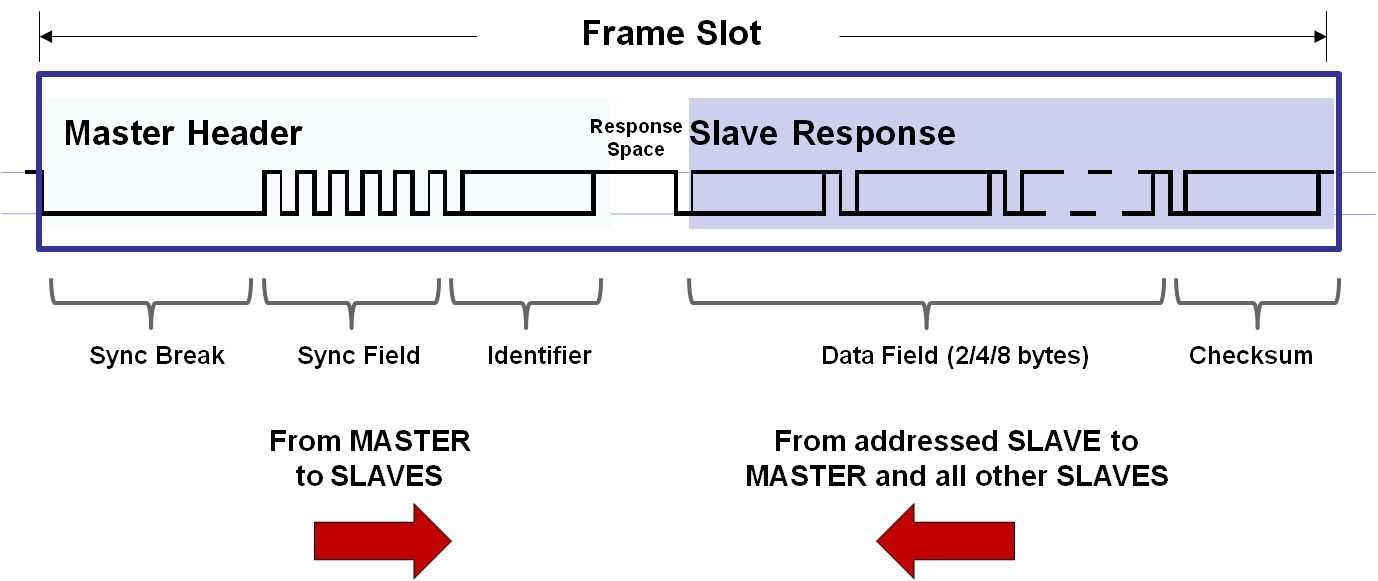 Frame Slot
Master Header
Response
Space
Slave Response
Sync Break
Sync Field
Identifier
Data Field (2/4/8 bytes)
Checksum
From MASTER
to SLAVES
From addressed SLAVE to
MASTER and all other SLAVES